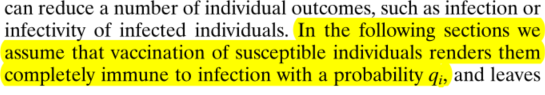 can reduce a number of individual outcomes, such as infection or
infectivity of infected individuals. In the following sections we
assume that vaccination of susceptible individuals renders them
completely immune to infection with a probability qᵢ, and leaves